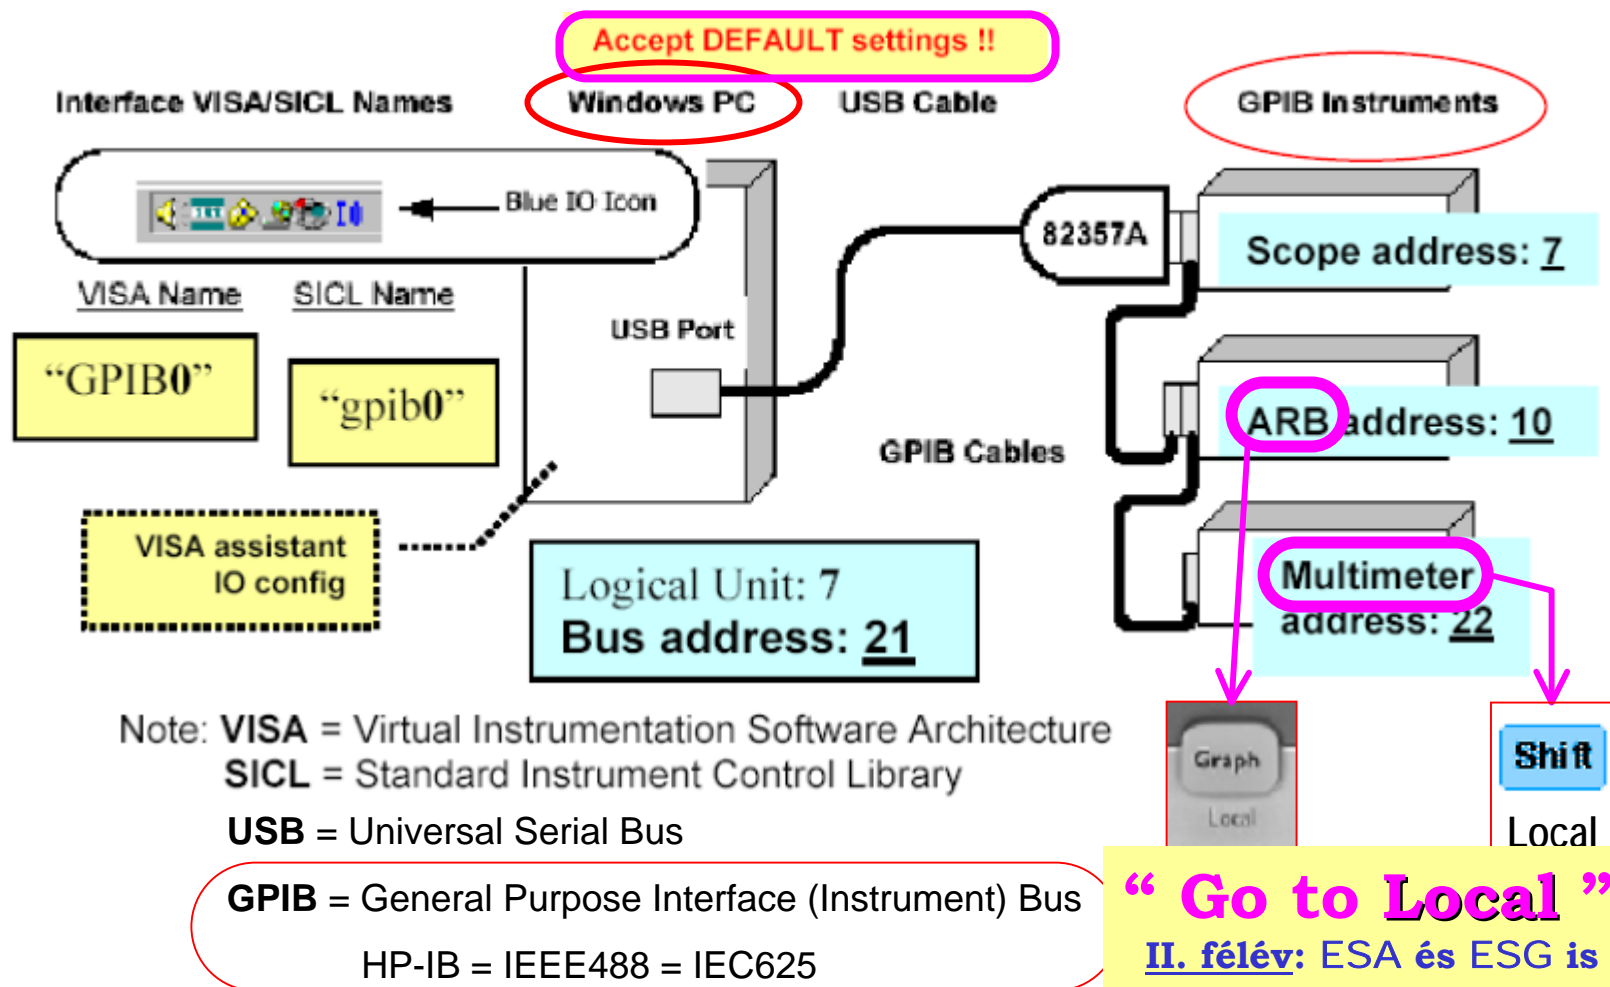 Accept DEFAULT settings !!
Interface VISA/SICL Names
Windows PC
USB Cable
GPIB Instruments
Blue IO Icon
82357A
Scope address: 7
VISA Name
SICL Name
USB Port
“GPIB0”
“gpib0”
ARB address: 10
GPIB Cables
VISA assistant
IO config
Logical Unit: 7
Bus address: 21
Multimeter
address: 22
Note: VISA = Virtual Instrumentation Software Architecture
SICL = Standard Instrument Control Library
USB = Universal Serial Bus
GPIB = General Purpose Interface (Instrument) Bus
HP-IB = IEEE488 = IEC625
Graph
Local
Shift
Local
“ Go to Local ”
II. félév: ESA és ESG is